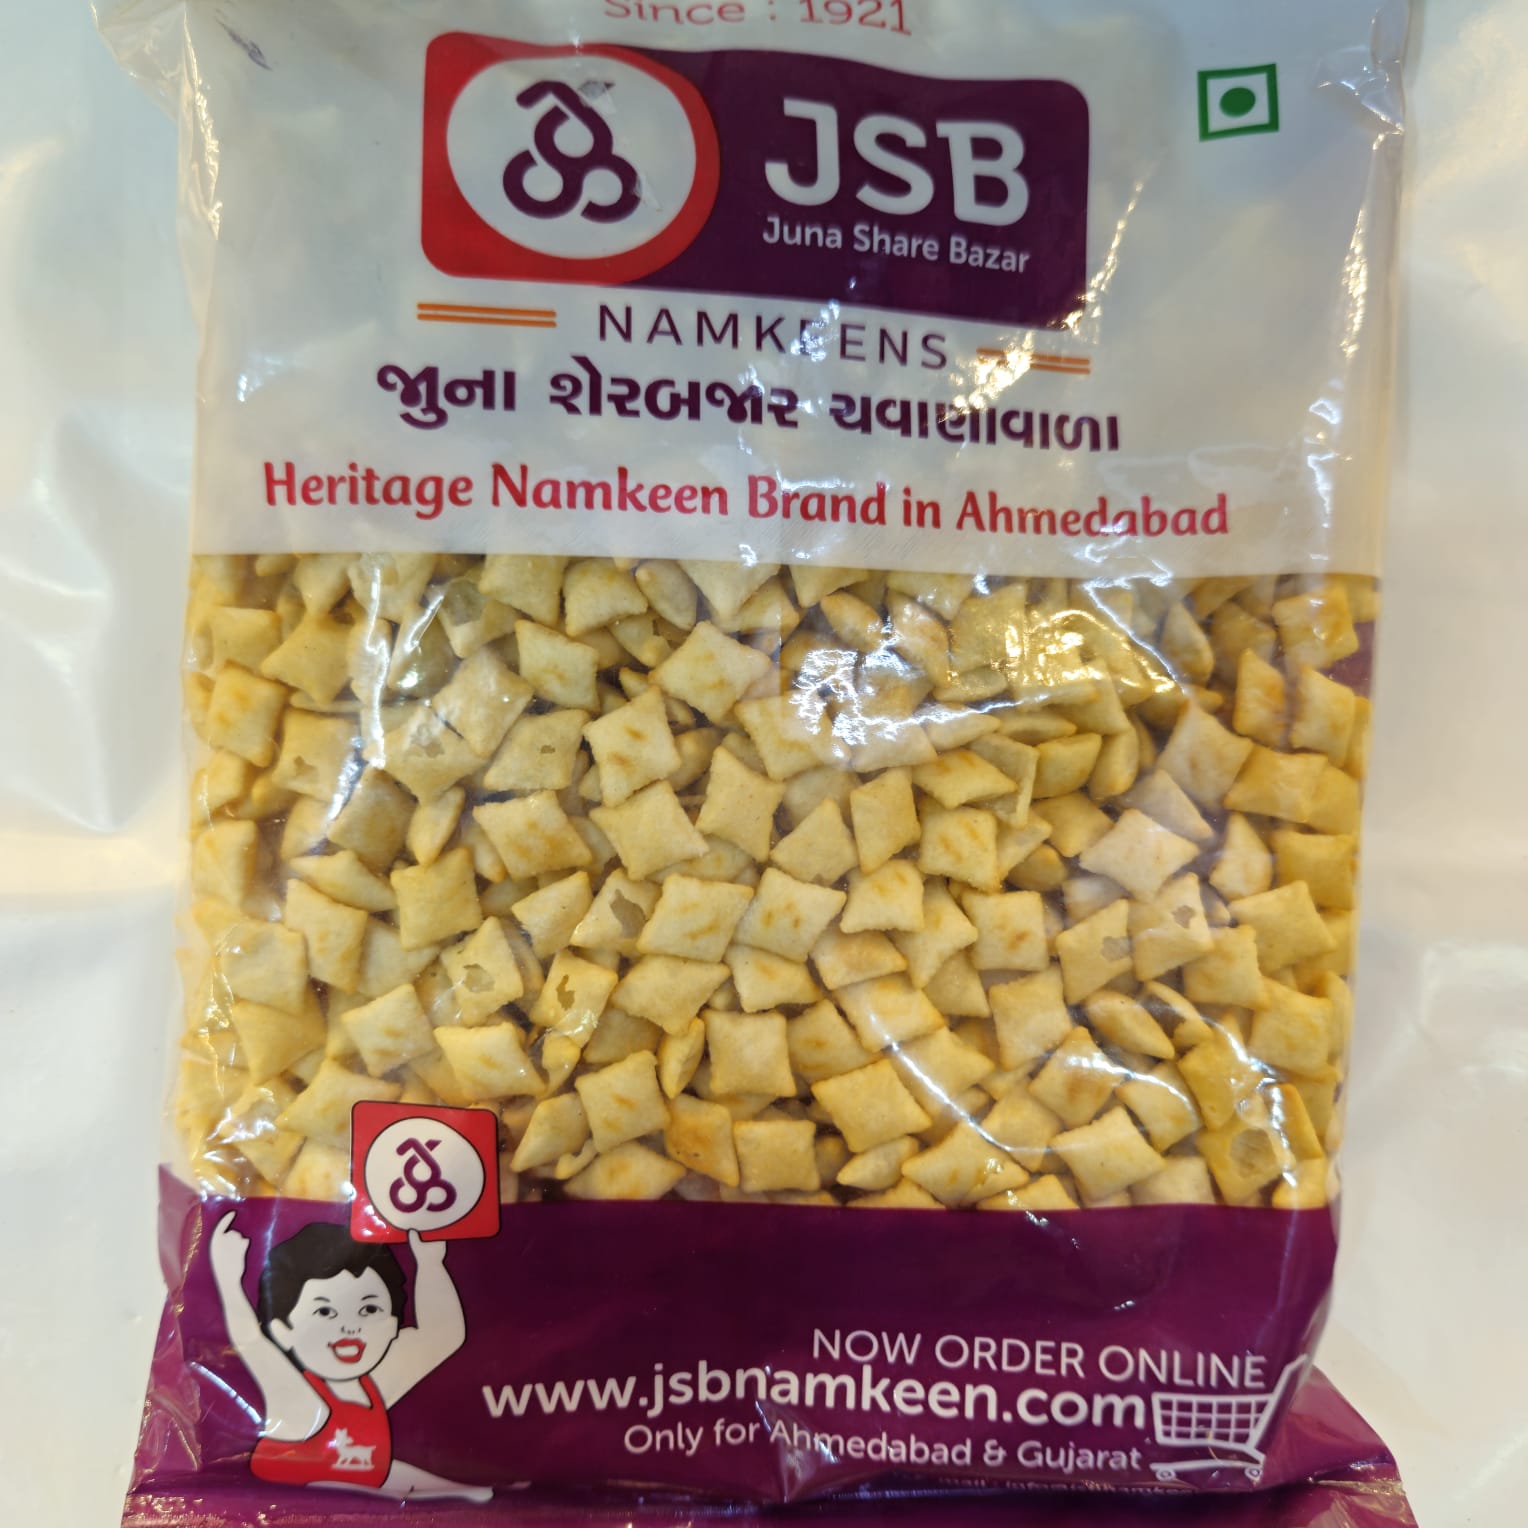 Since : 1921
JSB
Juna Share Bazar
NAMKEENS
જુના શેરબજાર ચવાણાવાળા
Heritage Namkeen Brand in Ahmedabad
NOW ORDER ONLINE
www.jsbnamkeen.com
Only for Ahmedabad & Gujarat